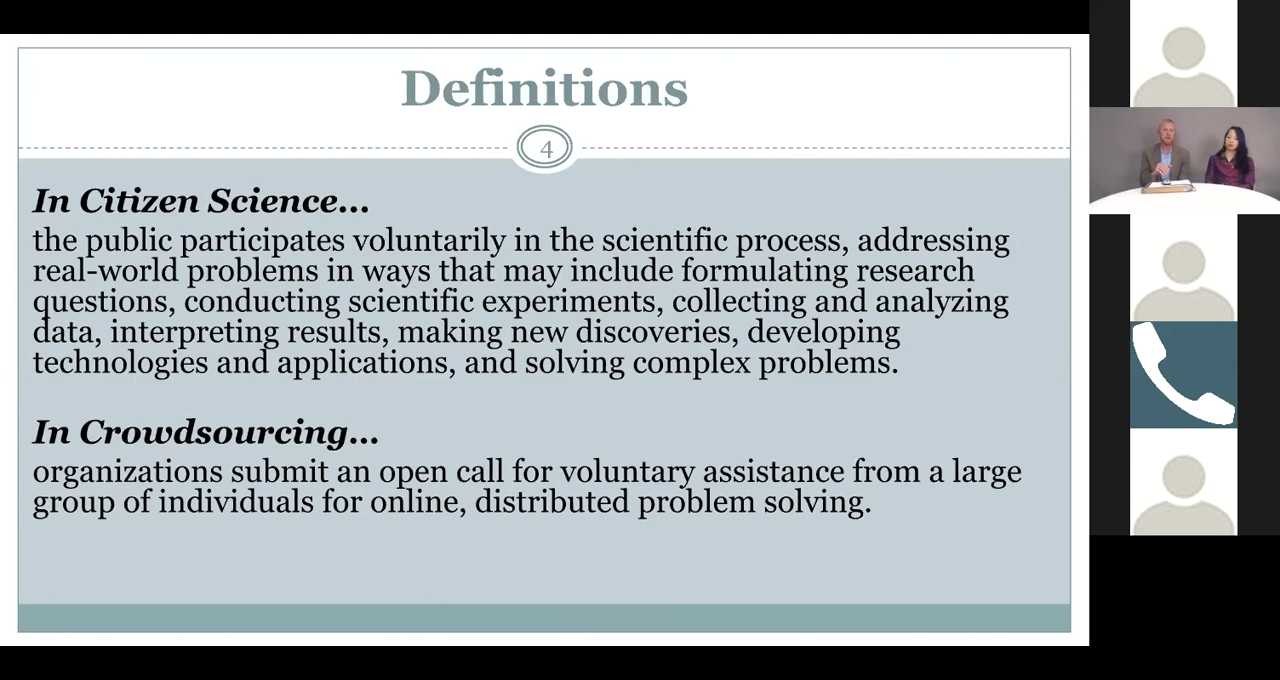 Definitions
4
In Citizen Science...
the public participates voluntarily in the scientific process, addressing
real-world problems in ways that may include formulating research
questions, conducting scientific experiments, collecting and analyzing
data, interpreting results, making new discoveries, developing
technologies and applications, and solving complex problems.
In Crowdsourcing...
organizations submit an open call for voluntary assistance from a large
group of individuals for online, distributed problem solving.